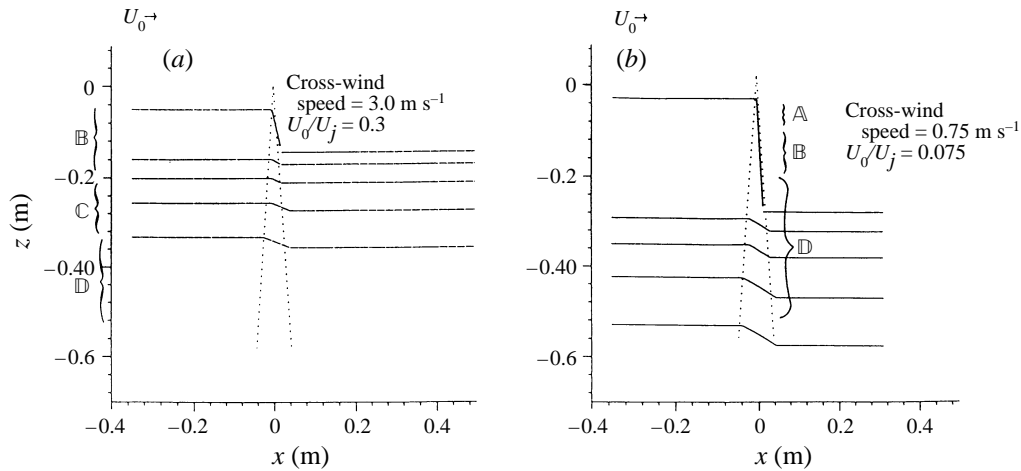 U0→
(a)
Cross-wind
speed = 3.0 m s−1
U0/Uj = 0.3
0
−0.2
−0.40
−0.6
𝔹
ℂ
𝔻
z (m)
−0.4
−0.2
0
0.2
0.4
x (m)
U0→
(b)
Cross-wind
speed = 0.75 m s−1
U0/Uj = 0.075
0
−0.2
−0.4
−0.6
𝔸
𝔹
𝔻
−0.4
−0.2
0
0.2
0.4
x (m)